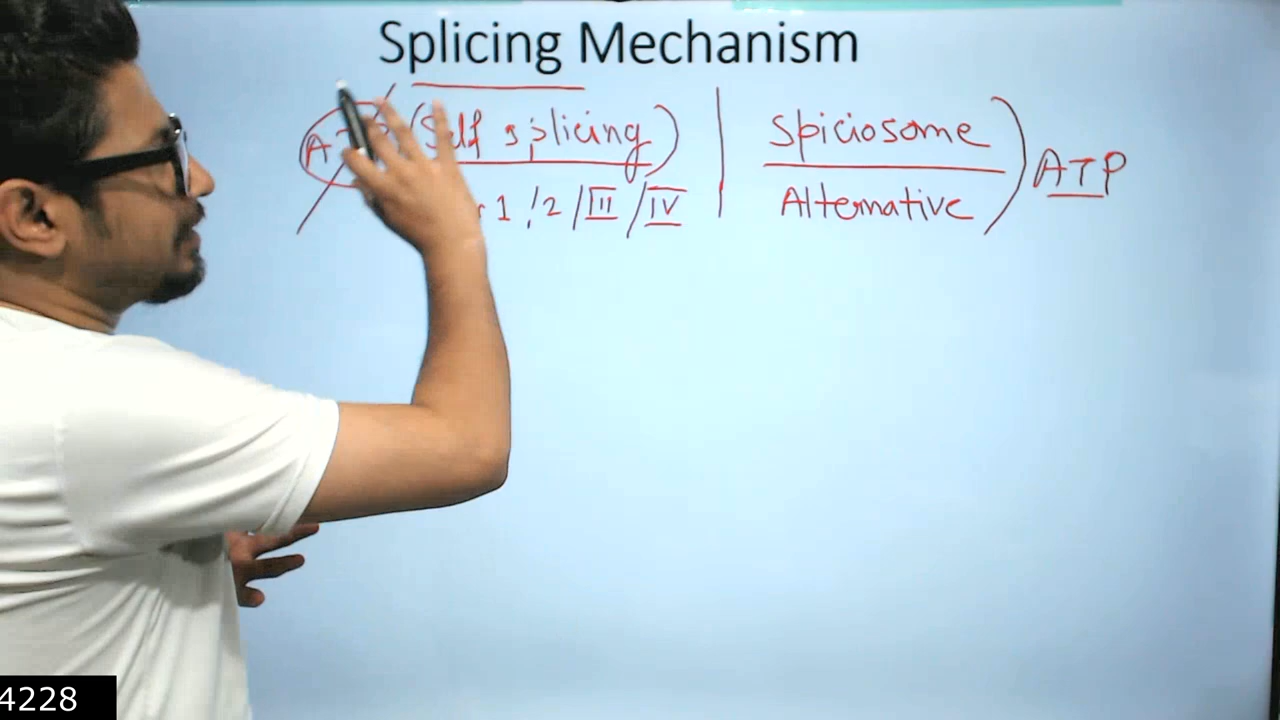 Splicing Mechanism
(Self splicing) | Spiciosome ) ATP
1 / 2 / III / IV | Alternative
4228